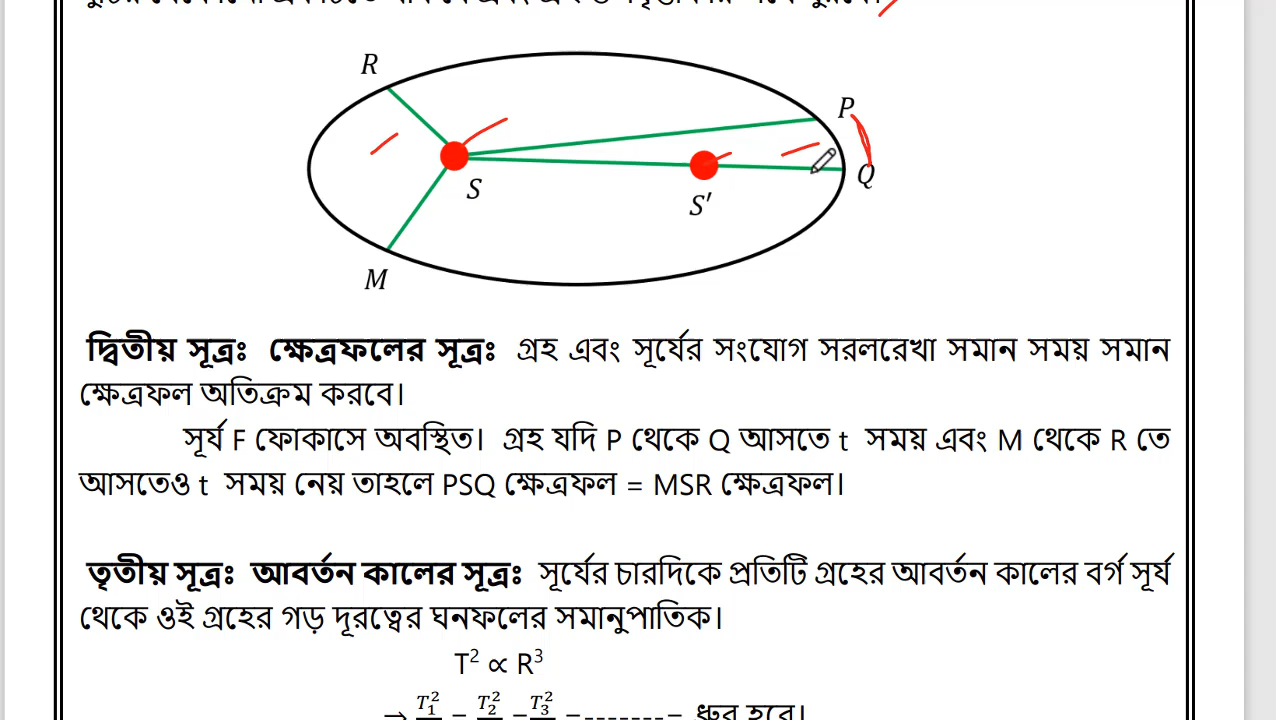 R
P
S
S′
Q
M
দ্বিতীয় সূত্রঃ ক্ষেত্রফলের সূত্রঃ গ্রহ এবং সূর্যের সংযোগ সরলরেখা সমান সময় সমান
ক্ষেত্রফল অতিক্রম করবে।
সূর্য F ফোকাসে অবস্থিত। গ্রহ যদি P থেকে Q আসতে t সময় এবং M থেকে R তে
আসতেও t সময় নেয় তাহলে PSQ ক্ষেত্রফল = MSR ক্ষেত্রফল।
তৃতীয় সূত্রঃ আবর্তন কালের সূত্রঃ সূর্যের চারদিকে প্রতিটি গ্রহের আবর্তন কালের বর্গ সূর্য
থেকে ওই গ্রহের গড় দূরত্বের ঘনফলের সমানুপাতিক।
T² ∝ R³